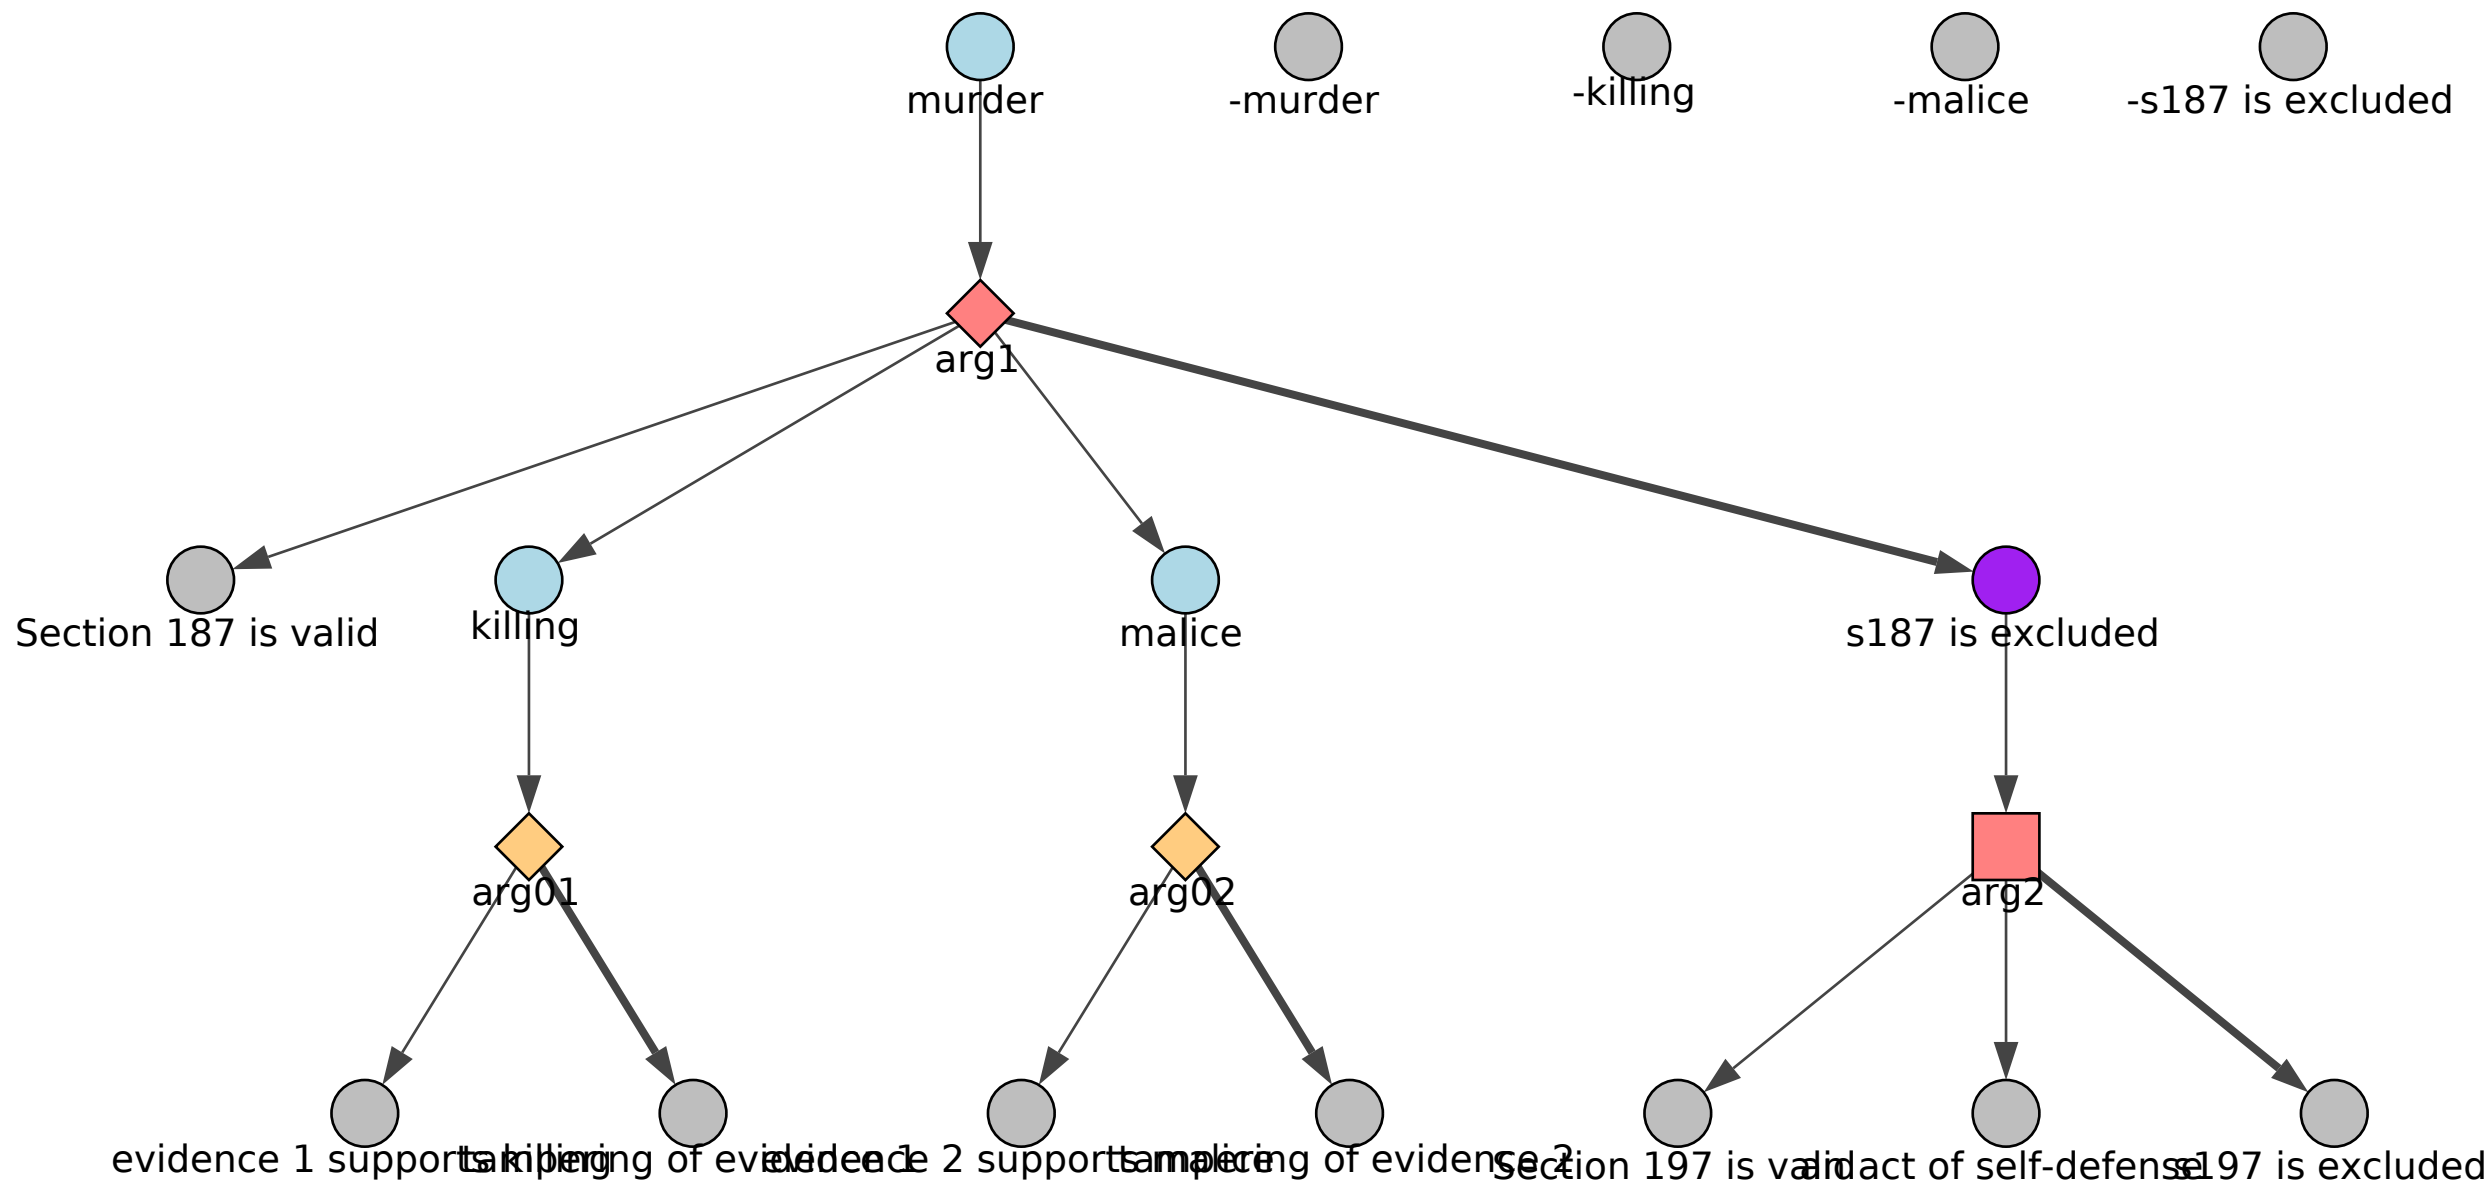 murder
-murder
-killing
-malice
-s187 is excluded
arg1
Section 187 is valid
killing
malice
s187 is excluded
arg01
arg02
arg2
evidence 1 supports killing
tampering of evidence 1
evidence 2 supports malice
tampering of evidence 2
Section 197 is valid
an act of self-defense
s197 is excluded